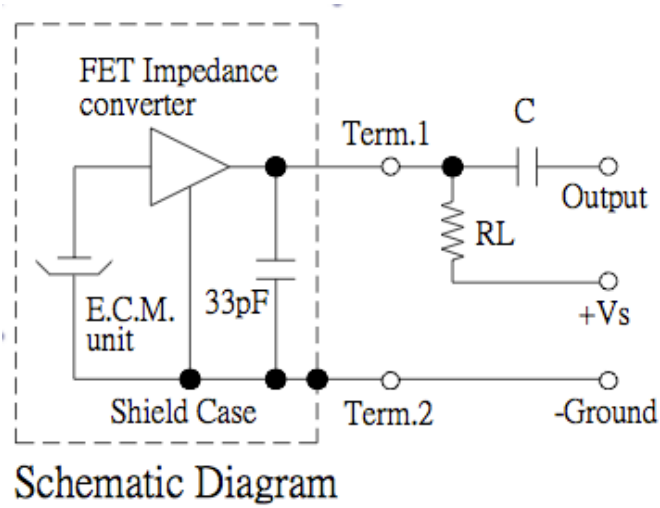 FET Impedance
converter
Term.1
C
Output
RL
+Vs
E.C.M.
unit
33pF
Shield Case
Term.2
-Ground
Schematic Diagram